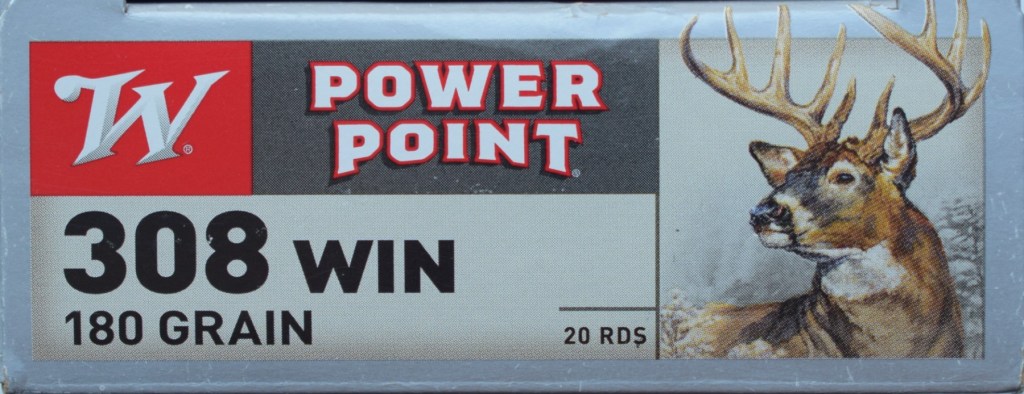 W®
POWER
POINT®
308 WIN
180 GRAIN
20 RDS